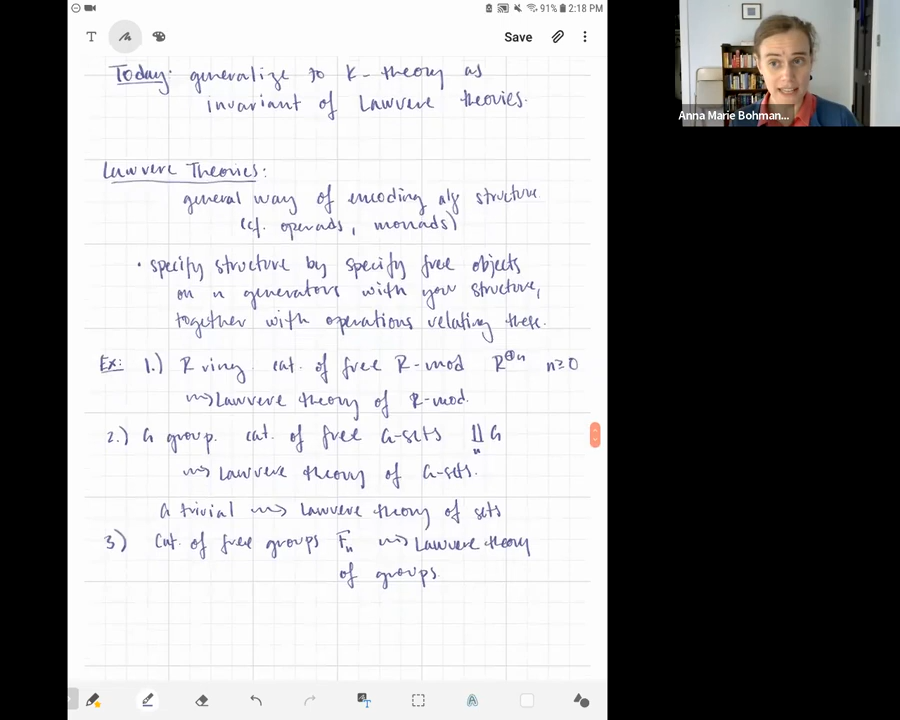 91% 2:18 PM
T Save
Today: generalize to K-theory as
invariant of Lawvere theories.
Anna Marie Bohman...
Lawvere Theories:
general way of encoding alg structure
(cf. operads, monads)
• specify structure by specify free objects
on n generators with your structure,
together with operations relating these.
Ex: 1.) R ring. cat. of free R-mod R^{⊕n} n≥0
⇝ Lawvere theory of R-mod.
2.) G group. cat. of free G-sets ∐_n G
⇝ Lawvere theory of G-sets.
G trivial ⇝ Lawvere theory of sets
3) Cat. of free groups F_n ⇝ Lawvere theory
of groups.